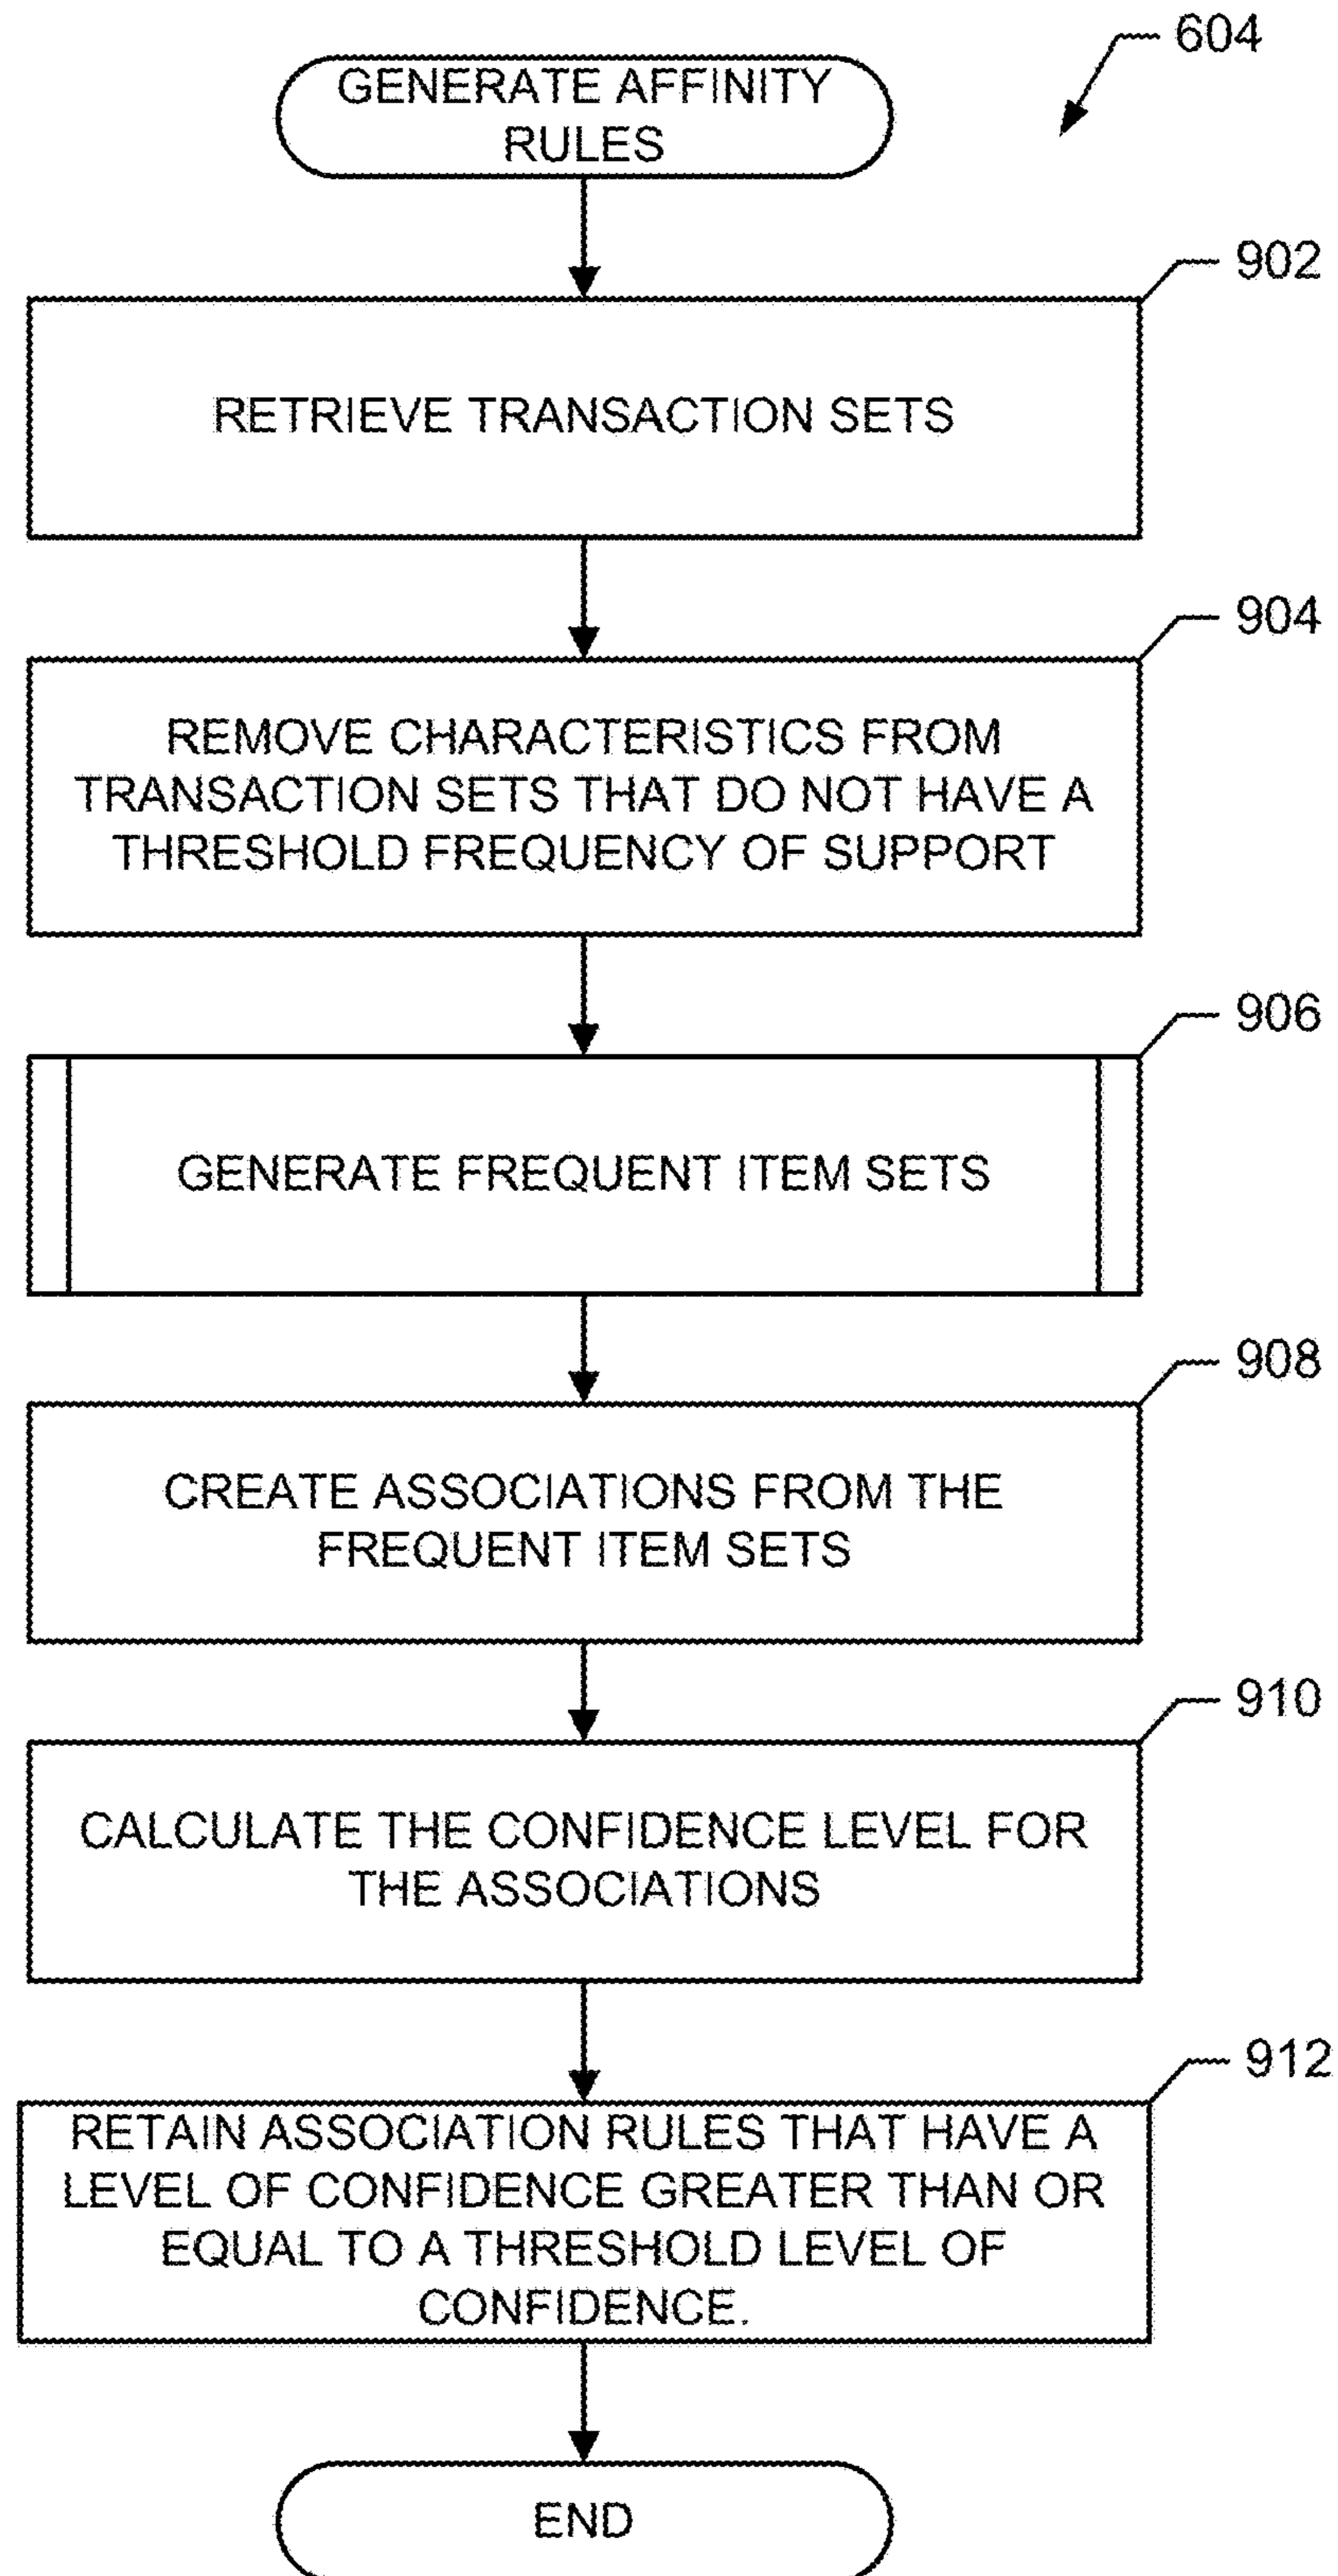 604
GENERATE AFFINITY
RULES
902
RETRIEVE TRANSACTION SETS
904
REMOVE CHARACTERISTICS FROM
TRANSACTION SETS THAT DO NOT HAVE A
THRESHOLD FREQUENCY OF SUPPORT
906
GENERATE FREQUENT ITEM SETS
908
CREATE ASSOCIATIONS FROM THE
FREQUENT ITEM SETS
910
CALCULATE THE CONFIDENCE LEVEL FOR
THE ASSOCIATIONS
912
RETAIN ASSOCIATION RULES THAT HAVE A
LEVEL OF CONFIDENCE GREATER THAN OR
EQUAL TO A THRESHOLD LEVEL OF
CONFIDENCE.
END